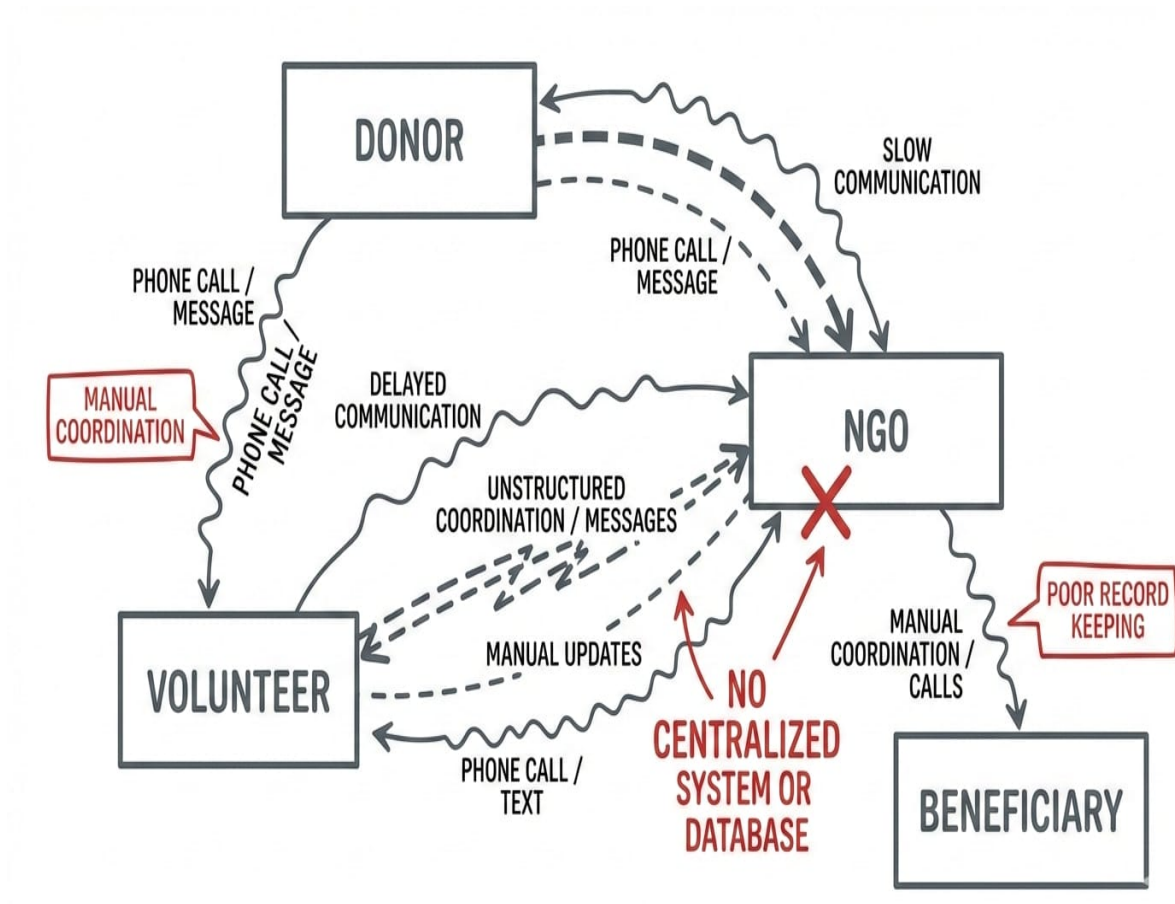 DONOR
SLOW
COMMUNICATION
PHONE CALL /
MESSAGE
PHONE CALL /
MESSAGE
PHONE CALL /
MESSAGE
MANUAL
COORDINATION
DELAYED
COMMUNICATION
NGO
UNSTRUCTURED
COORDINATION / MESSAGES
POOR RECORD
KEEPING
MANUAL
COORDINATION /
CALLS
MANUAL UPDATES
VOLUNTEER
NO
CENTRALIZED
SYSTEM OR
DATABASE
PHONE CALL /
TEXT
BENEFICIARY